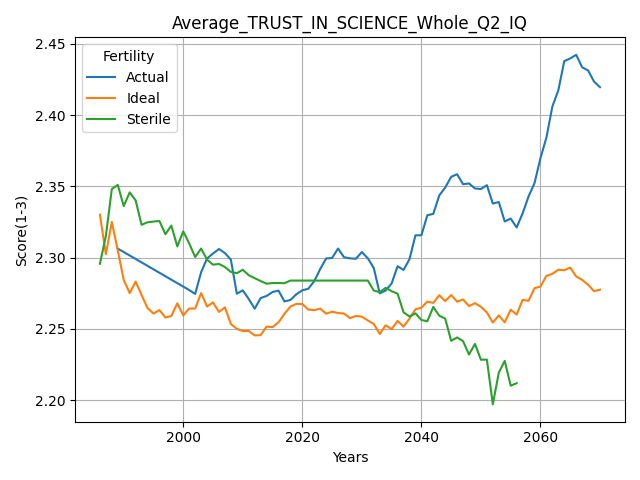 Average_TRUST_IN_SCIENCE_Whole_Q2_IQ
Fertility
Actual
Ideal
Sterile
2.45
2.40
2.35
2.30
2.25
2.20
Score(1-3)
2000
2020
2040
2060
Years